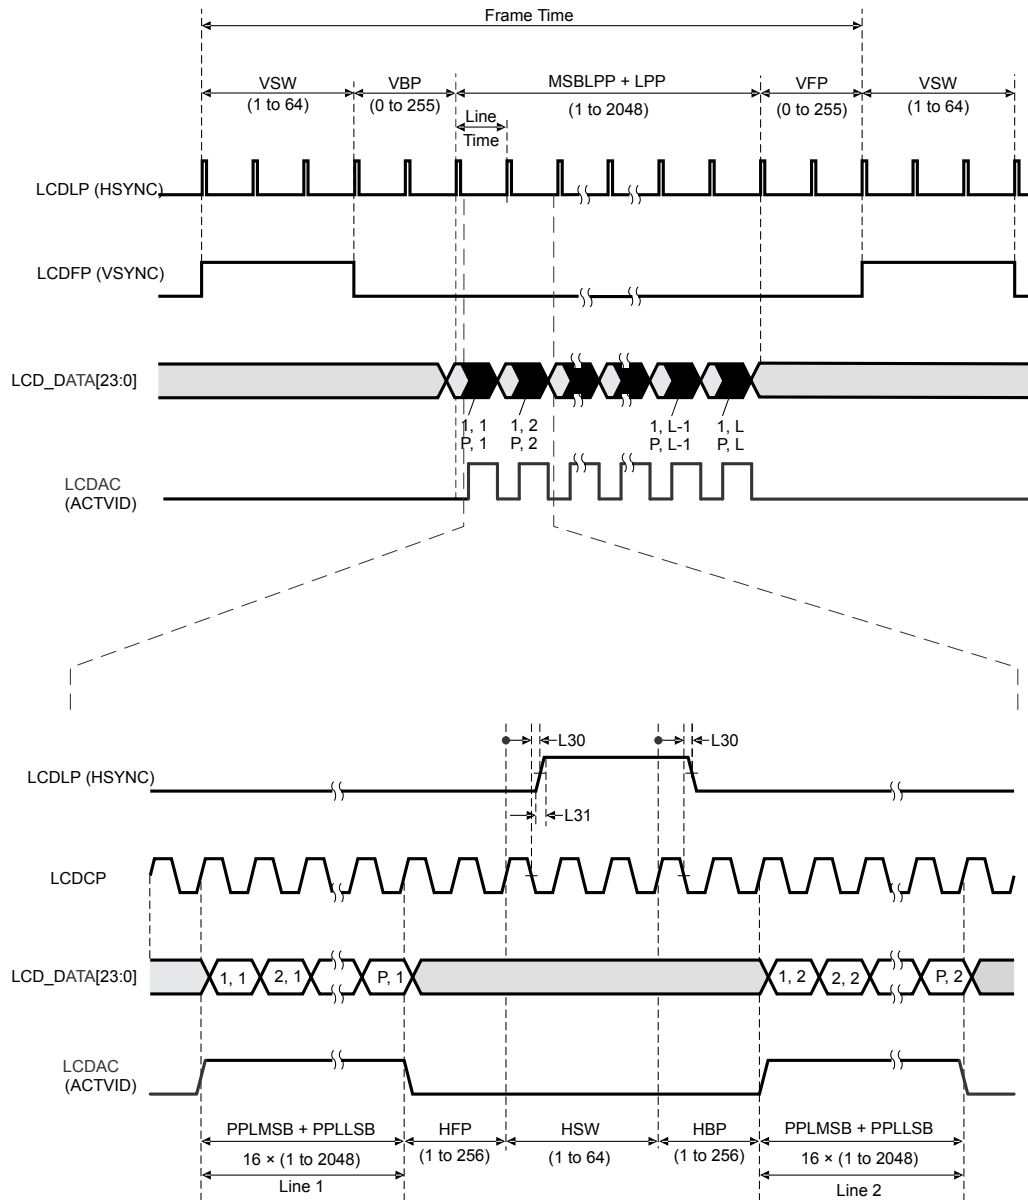 Frame Time
VSW
(1 to 64)
VBP
(0 to 255)
MSBLPP + LPP
(1 to 2048)
VFP
(0 to 255)
VSW
(1 to 64)
Line
Time
LCDLP (HSYNC)
LCDFP (VSYNC)
LCD_DATA[23:0]
1, 1
P, 1
1, 2
P, 2
1, L-1
P, L-1
1, L
P, L
LCDAC
(ACTVID)
L30
L30
LCDLP (HSYNC)
L31
LCDCP
LCD_DATA[23:0]
1, 1
2, 1
P, 1
1, 2
2, 2
P, 2
LCDAC
(ACTVID)
PPLMSB + PPLLSB
16 × (1 to 2048)
Line 1
HFP
(1 to 256)
HSW
(1 to 64)
HBP
(1 to 256)
PPLMSB + PPLLSB
16 × (1 to 2048)
Line 2